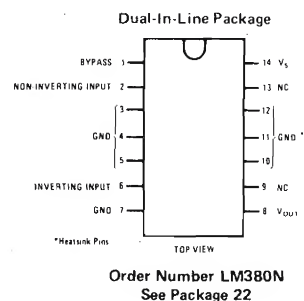 Dual-In-Line Package
BYPASS 1
14 Vs
NON-INVERTING INPUT 2
13 NC
3
12
GND 4
11 GND *
5
10
INVERTING INPUT 6
9 NC
GND 7
8 VOUT
*Heatsink Pins
TOP VIEW
Order Number LM380N
See Package 22